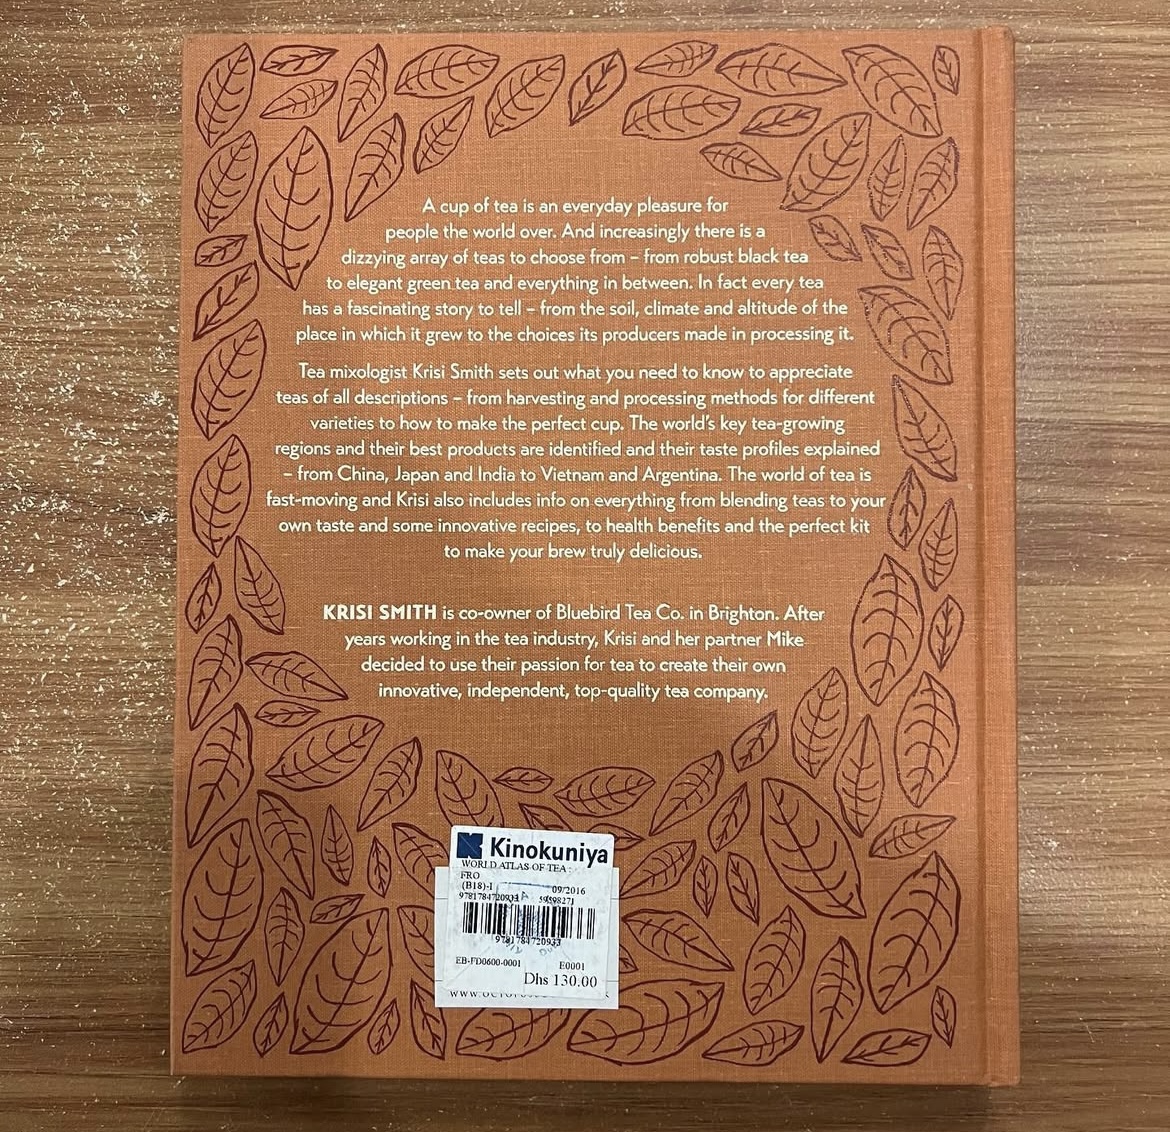 A cup of tea is an everyday pleasure for
people the world over. And increasingly there is a
dizzying array of teas to choose from – from robust black tea
to elegant green tea and everything in between. In fact every tea
has a fascinating story to tell – from the soil, climate and altitude of the
place in which it grew to the choices its producers made in processing it.
Tea mixologist Krisi Smith sets out what you need to know to appreciate
teas of all descriptions – from harvesting and processing methods for different
varieties to how to make the perfect cup. The world's key tea-growing
regions and their best products are identified and their taste profiles explained
– from China, Japan and India to Vietnam and Argentina. The world of tea is
fast-moving and Krisi also includes info on everything from blending teas to your
own taste and some innovative recipes, to health benefits and the perfect kit
to make your brew truly delicious.
KRISI SMITH is co-owner of Bluebird Tea Co. in Brighton. After
years working in the tea industry, Krisi and her partner Mike
decided to use their passion for tea to create their own
innovative, independent, top-quality tea company.
Kinokuniya
WORLD ATLAS OF TEA :
FRO
(B18)-I 09/2016
9781784720933 59598271
9781784720933
EB-FD0600-0001 E0001
Dhs 130.00